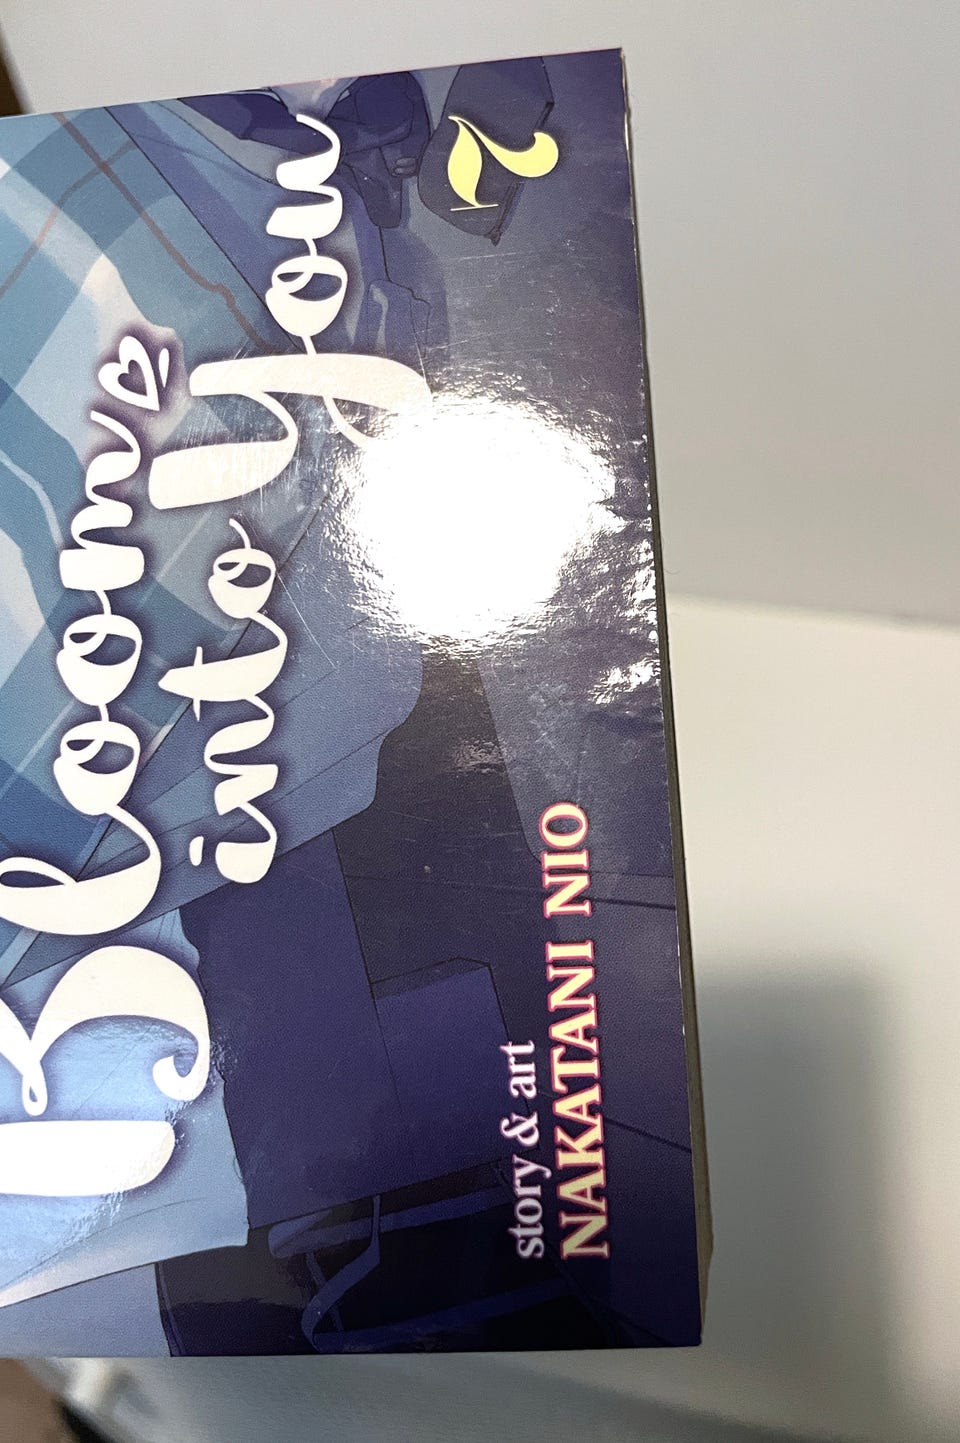 Bloom
into You
7
story & art
NAKATANI NIO